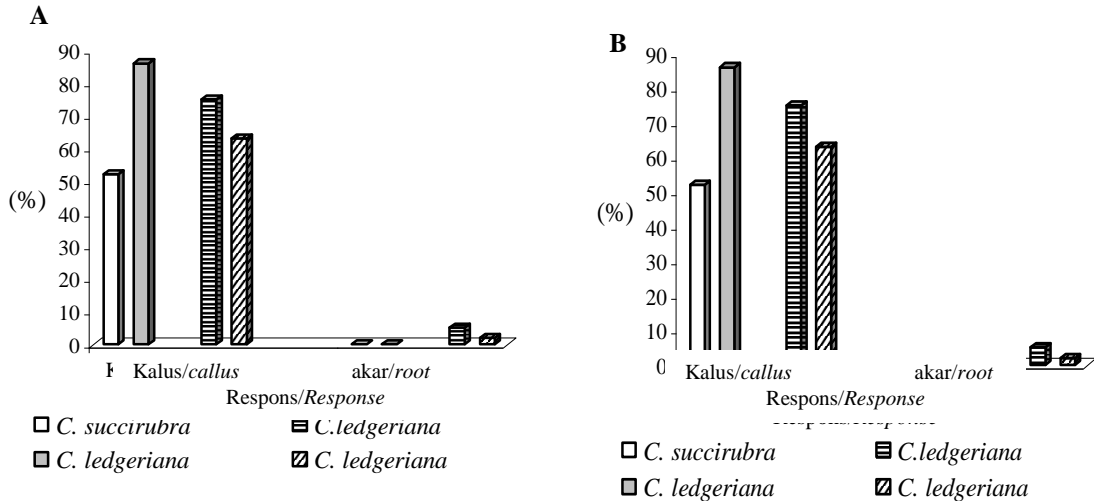 A
90
80
70
60
50
(%)
40
30
20
10
0
Kalus/callus akar/root
Respons/Response
C. succirubra C.ledgeriana
C. ledgeriana C. ledgeriana
B
90
80
70
60
50
(%)
40
30
20
10
0
Kalus/callus akar/root
Respons/Response
C. succirubra C.ledgeriana
C. ledgeriana C. ledgeriana